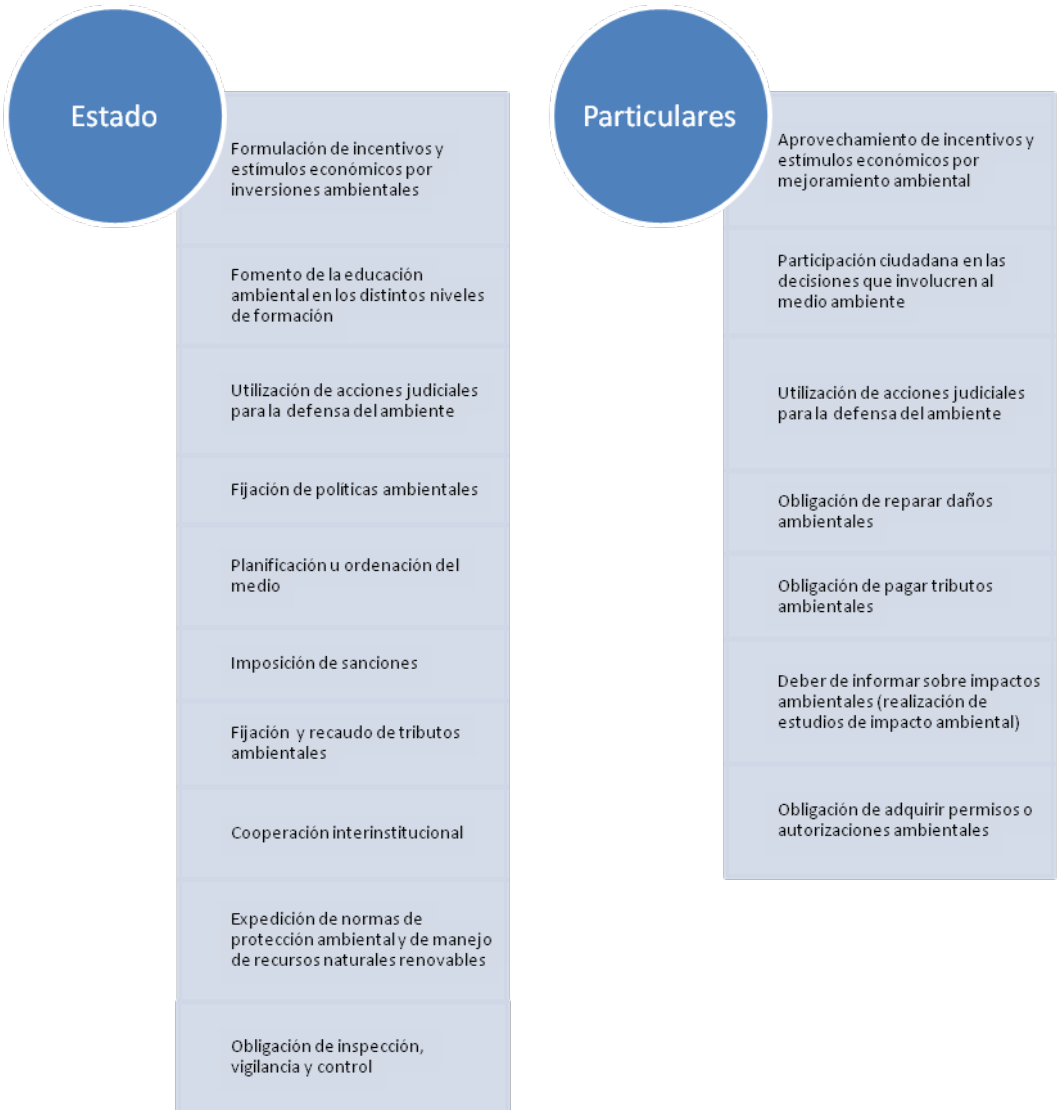 Estado
Formulación de incentivos y
estímulos económicos por
inversiones ambientales
Fomento de la educación
ambiental en los distintos niveles
de formación
Utilización de acciones judiciales
para la defensa del ambiente
Fijación de políticas ambientales
Planificación u ordenación del
medio
Imposición de sanciones
Fijación y recaudo de tributos
ambientales
Cooperación interinstitucional
Expedición de normas de
protección ambiental y de manejo
de recursos naturales renovables
Obligación de inspección,
vigilancia y control
Particulares
Aprovechamiento de incentivos y
estímulos económicos por
mejoramiento ambiental
Participación ciudadana en las
decisiones que involucren al
medio ambiente
Utilización de acciones judiciales
para la defensa del ambiente
Obligación de reparar daños
ambientales
Obligación de pagar tributos
ambientales
Deber de informar sobre impactos
ambientales (realización de
estudios de impacto ambiental)
Obligación de adquirir permisos o
autorizaciones ambientales